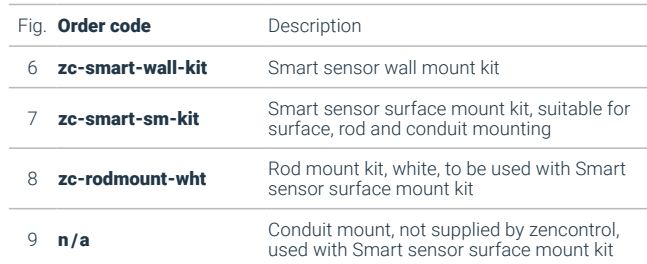 Fig. Order code Description
6 zc-smart-wall-kit Smart sensor wall mount kit
7 zc-smart-sm-kit Smart sensor surface mount kit, suitable for
surface, rod and conduit mounting
8 zc-rodmount-wht Rod mount kit, white, to be used with Smart
sensor surface mount kit
9 n/a Conduit mount, not supplied by zencontrol,
used with Smart sensor surface mount kit